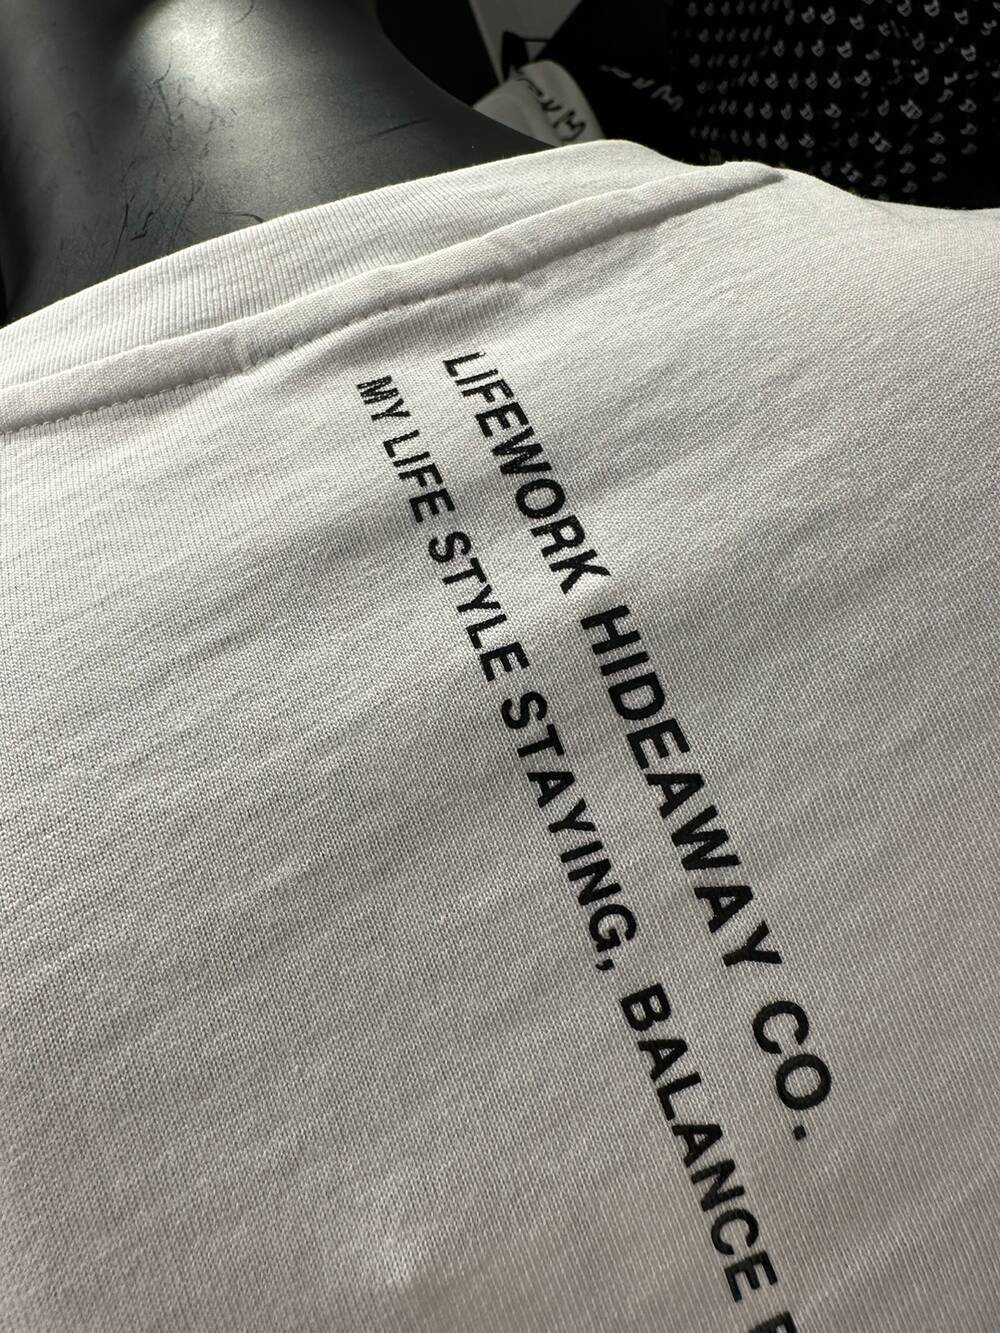 LIFEWORK HIDEAWAY CO.
MY LIFE STYLE STAYING, BALANCE